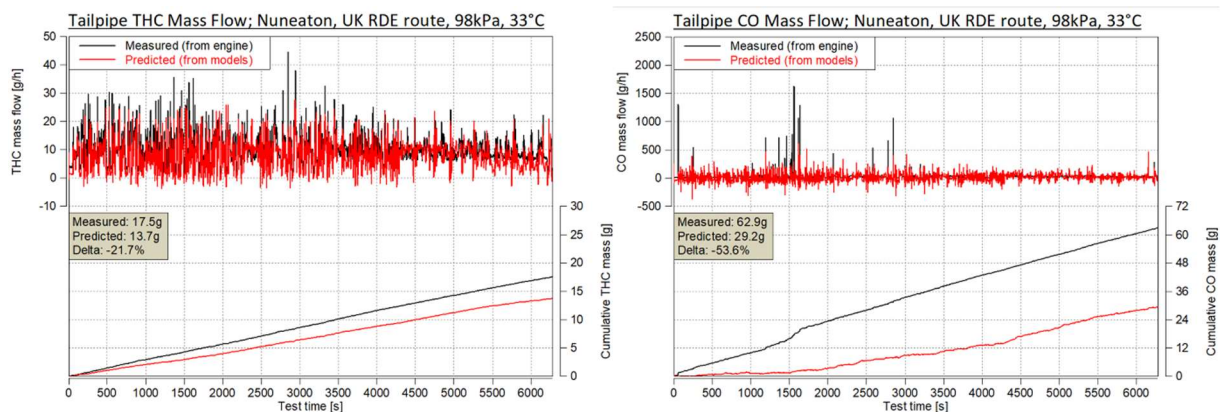 Tailpipe THC Mass Flow; Nuneaton, UK RDE route, 98kPa, 33°C
50
40
30
20
10
0
-10
THC mass flow [g/h]
Measured (from engine)
Predicted (from models)
30
25
20
15
10
5
0
Cumulative THC mass [g]
Measured: 17.5g
Predicted: 13.7g
Delta: -21.7%
0 500 1000 1500 2000 2500 3000 3500 4000 4500 5000 5500 6000
Test time [s]
Tailpipe CO Mass Flow; Nuneaton, UK RDE route, 98kPa, 33°C
2500
2000
1500
1000
500
0
-500
CO mass flow [g/h]
Measured (from engine)
Predicted (from models)
72
60
48
36
24
12
0
Cumulative CO mass [g]
Measured: 62.9g
Predicted: 29.2g
Delta: -53.6%
0 500 1000 1500 2000 2500 3000 3500 4000 4500 5000 5500 6000
Test time [s]